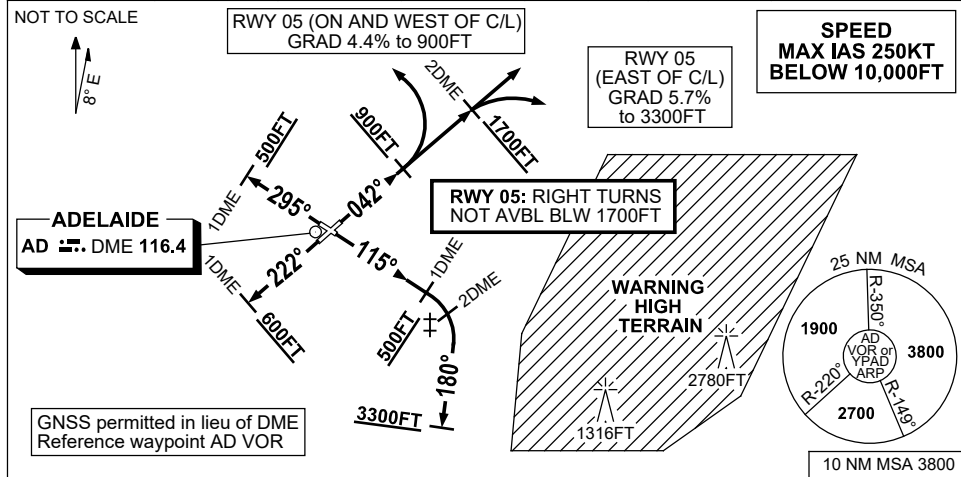 NOT TO SCALE
8° E
RWY 05 (ON AND WEST OF C/L)
GRAD 4.4% to 900FT
RWY 05
(EAST OF C/L)
GRAD 5.7%
to 3300FT
SPEED
MAX IAS 250KT
BELOW 10,000FT
2DME
900FT
1700FT
500FT
1DME
295°
042°
RWY 05: RIGHT TURNS
NOT AVBL BLW 1700FT
ADELAIDE
AD DME 116.4
1DME
222°
600FT
115°
1DME
2DME
500FT
180°
3300FT
WARNING
HIGH
TERRAIN
2780FT
1316FT
25 NM MSA
R-350°
1900
3800
AD
VOR or
YPAD
ARP
R-220°
R-149°
2700
10 NM MSA 3800
GNSS permitted in lieu of DME
Reference waypoint AD VOR